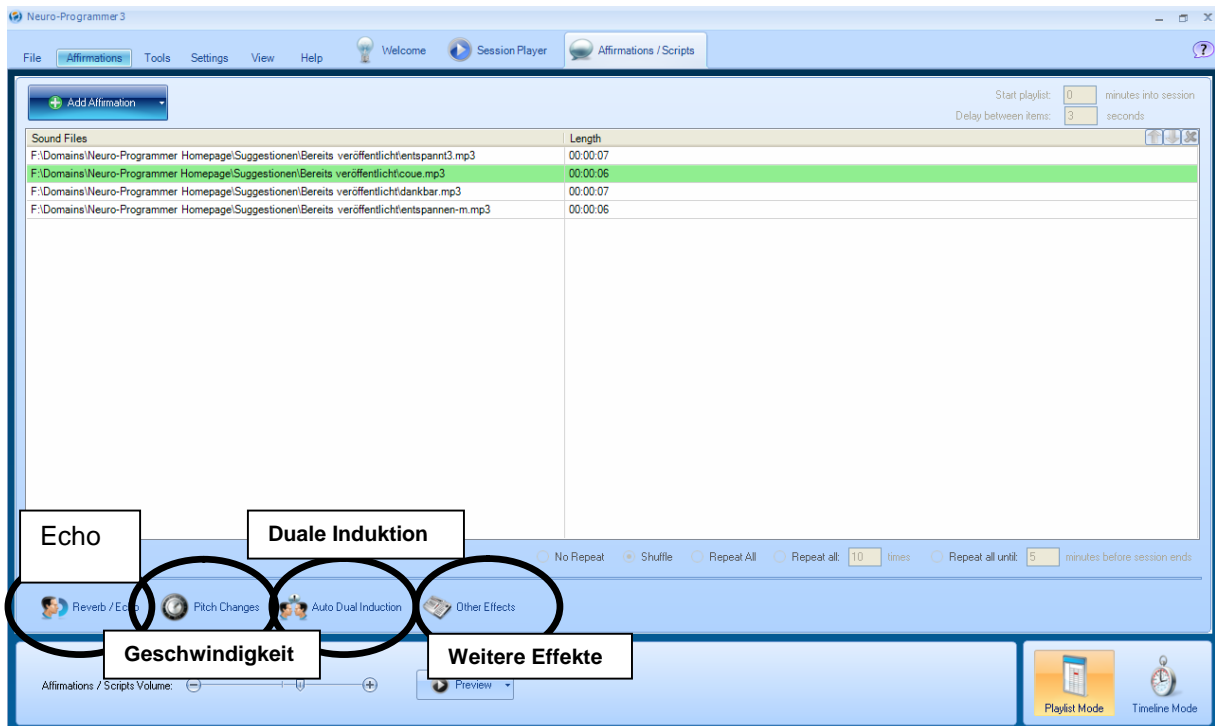 Neuro-Programmer 3
File Affirmations Tools Settings View Help Welcome Session Player Affirmations / Scripts
Add Affirmation
Start playlist: 0 minutes into session
Delay between items: 3 seconds
Sound Files Length
F:\Domains\Neuro-Programmer Homepage\Suggestionen\Bereits veröffentlicht\entspannt3.mp3 00:00:07
F:\Domains\Neuro-Programmer Homepage\Suggestionen\Bereits veröffentlicht\coue.mp3 00:00:06
F:\Domains\Neuro-Programmer Homepage\Suggestionen\Bereits veröffentlicht\dankbar.mp3 00:00:07
F:\Domains\Neuro-Programmer Homepage\Suggestionen\Bereits veröffentlicht\entspannen-m.mp3 00:00:06
Echo
Duale Induktion
No Repeat Shuffle Repeat All Repeat all: 10 times Repeat all until: 5 minutes before session ends
Reverb / Echo Pitch Changes Auto Dual Induction Other Effects
Geschwindigkeit
Weitere Effekte
Affirmations / Scripts Volume: Preview
Playlist Mode Timeline Mode